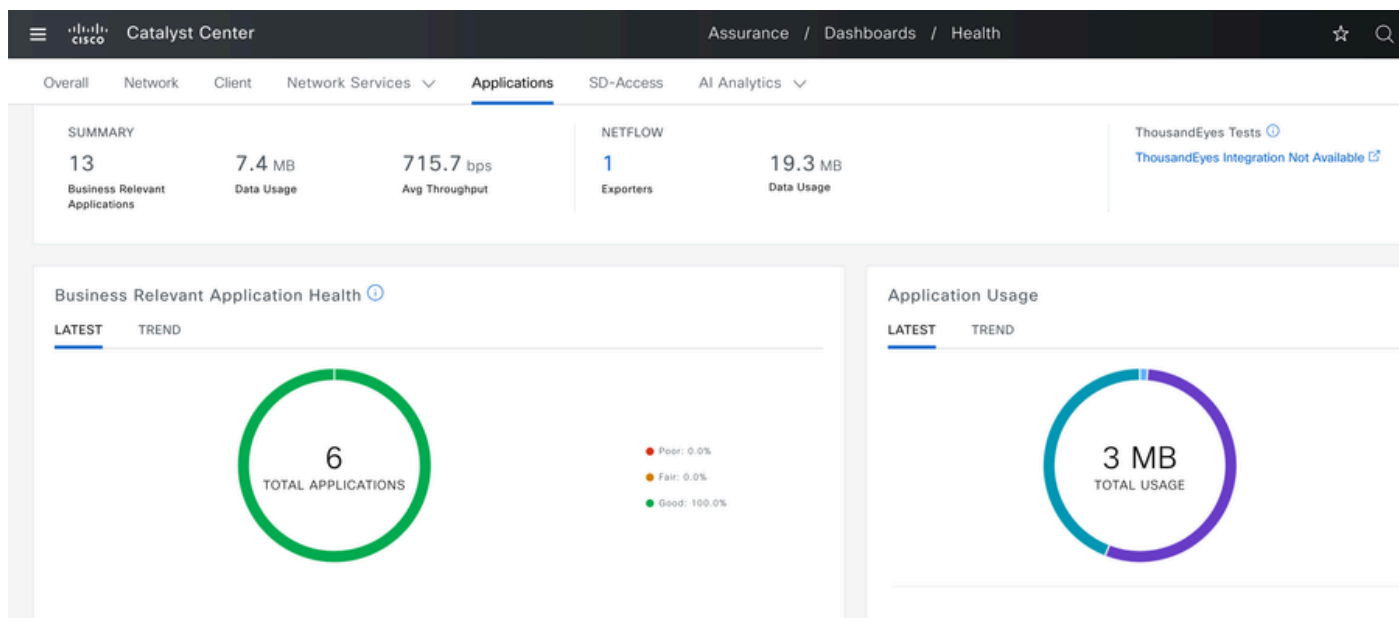 CISCO Catalyst Center
Assurance / Dashboards / Health
Overall Network Client Network Services Applications SD-Access AI Analytics
SUMMARY
13
Business Relevant
Applications
7.4 MB
Data Usage
715.7 bps
Avg Throughput
NETFLOW
1
Exporters
19.3 MB
Data Usage
ThousandEyes Tests
ThousandEyes Integration Not Available
Business Relevant Application Health
LATEST TREND
6
TOTAL APPLICATIONS
Poor: 0.0%
Fair: 0.0%
Good: 100.0%
Application Usage
LATEST TREND
3 MB
TOTAL USAGE